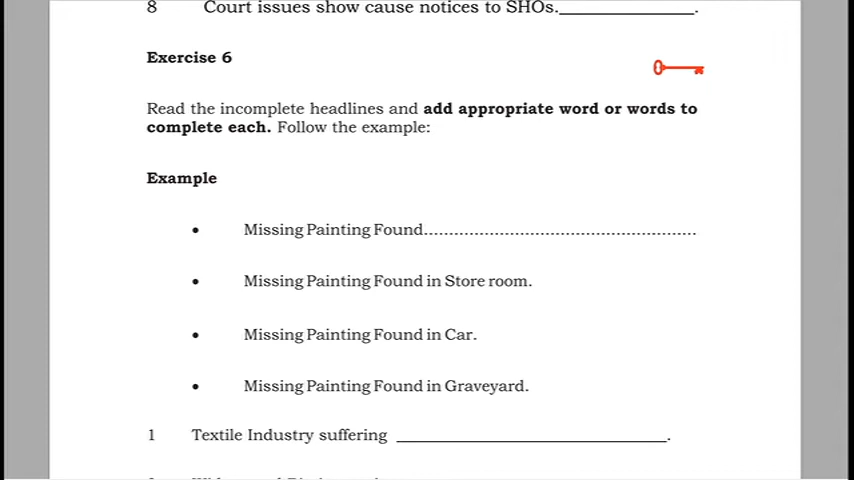 8 Court issues show cause notices to SHOs.________________.
Exercise 6
Read the incomplete headlines and add appropriate word or words to
complete each. Follow the example:
Example
• Missing Painting Found......................................................
• Missing Painting Found in Store room.
• Missing Painting Found in Car.
• Missing Painting Found in Graveyard.
1 Textile Industry suffering ________________________________.